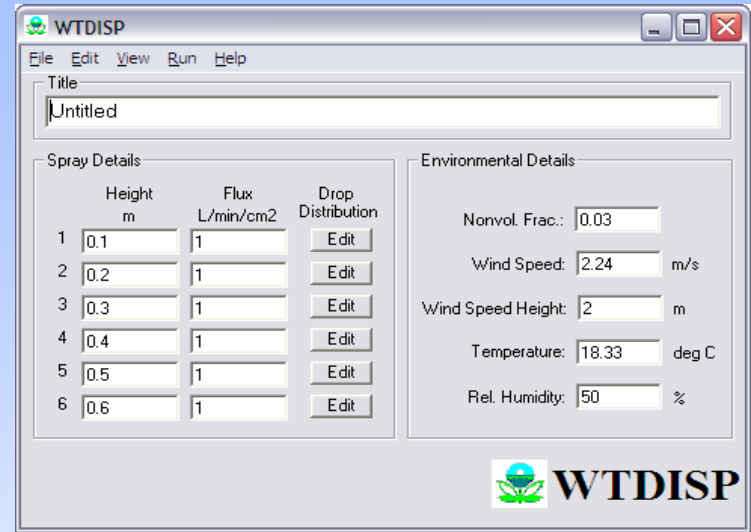 WTDISP
File Edit View Run Help
Title
Untitled
Spray Details
Height Flux Drop
m L/min/cm2 Distribution
1 0.1 1 Edit
2 0.2 1 Edit
3 0.3 1 Edit
4 0.4 1 Edit
5 0.5 1 Edit
6 0.6 1 Edit
Environmental Details
Nonvol. Frac.: 0.03
Wind Speed: 2.24 m/s
Wind Speed Height: 2 m
Temperature: 18.33 deg C
Rel. Humidity: 50 %
WTDISP